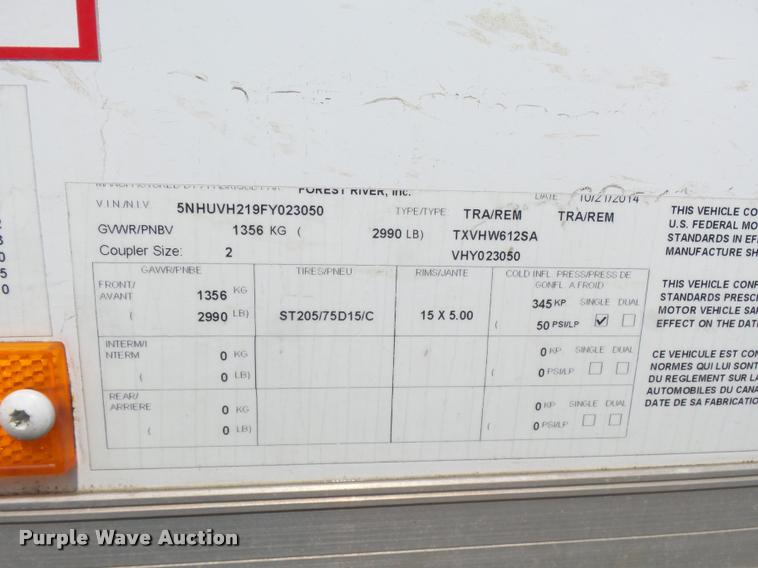 FOREST RIVER, Inc. DATE 10/21/2014
V.I.N/N.I.V. 5NHUVH219FY023050 TYPE/TYPE TRA/REM TRA/REM
GVWR/PNBV 1356 KG ( 2990 LB) TXVHW612SA
Coupler Size: 2 VHY023050
GAWR/PNBE TIRES/PNEU RIMS/JANTE COLD INFL. PRESS/PRESS DE GONFL. A FROID
FRONT/ AVANT 1356 KG 345 KP SINGLE DUAL
( 2990 LB) ST205/75D15/C 15 X 5.00 ( 50 PSI/LP
INTERM/I NTERM 0 KG 0 KP SINGLE DUAL
( 0 LB) ( 0 PSI/LP
REAR/ ARRIERE 0 KG 0 KP SINGLE DUAL
( 0 LB) ( 0 PSI/LP
THIS VEHICLE CO
U.S. FEDERAL MO
STANDARDS IN EF
MANUFACTURE SH
THIS VEHICLE CONF
STANDARDS PRESC
MOTOR VEHICLE SA
EFFECT ON THE DAT
CE VEHICULE EST CON
NORMES QUI LUI SONT
DU REGLEMENT SUR LA
AUTOMOBILES DU CANA
DATE DE SA FABRICATION
Purple Wave Auction